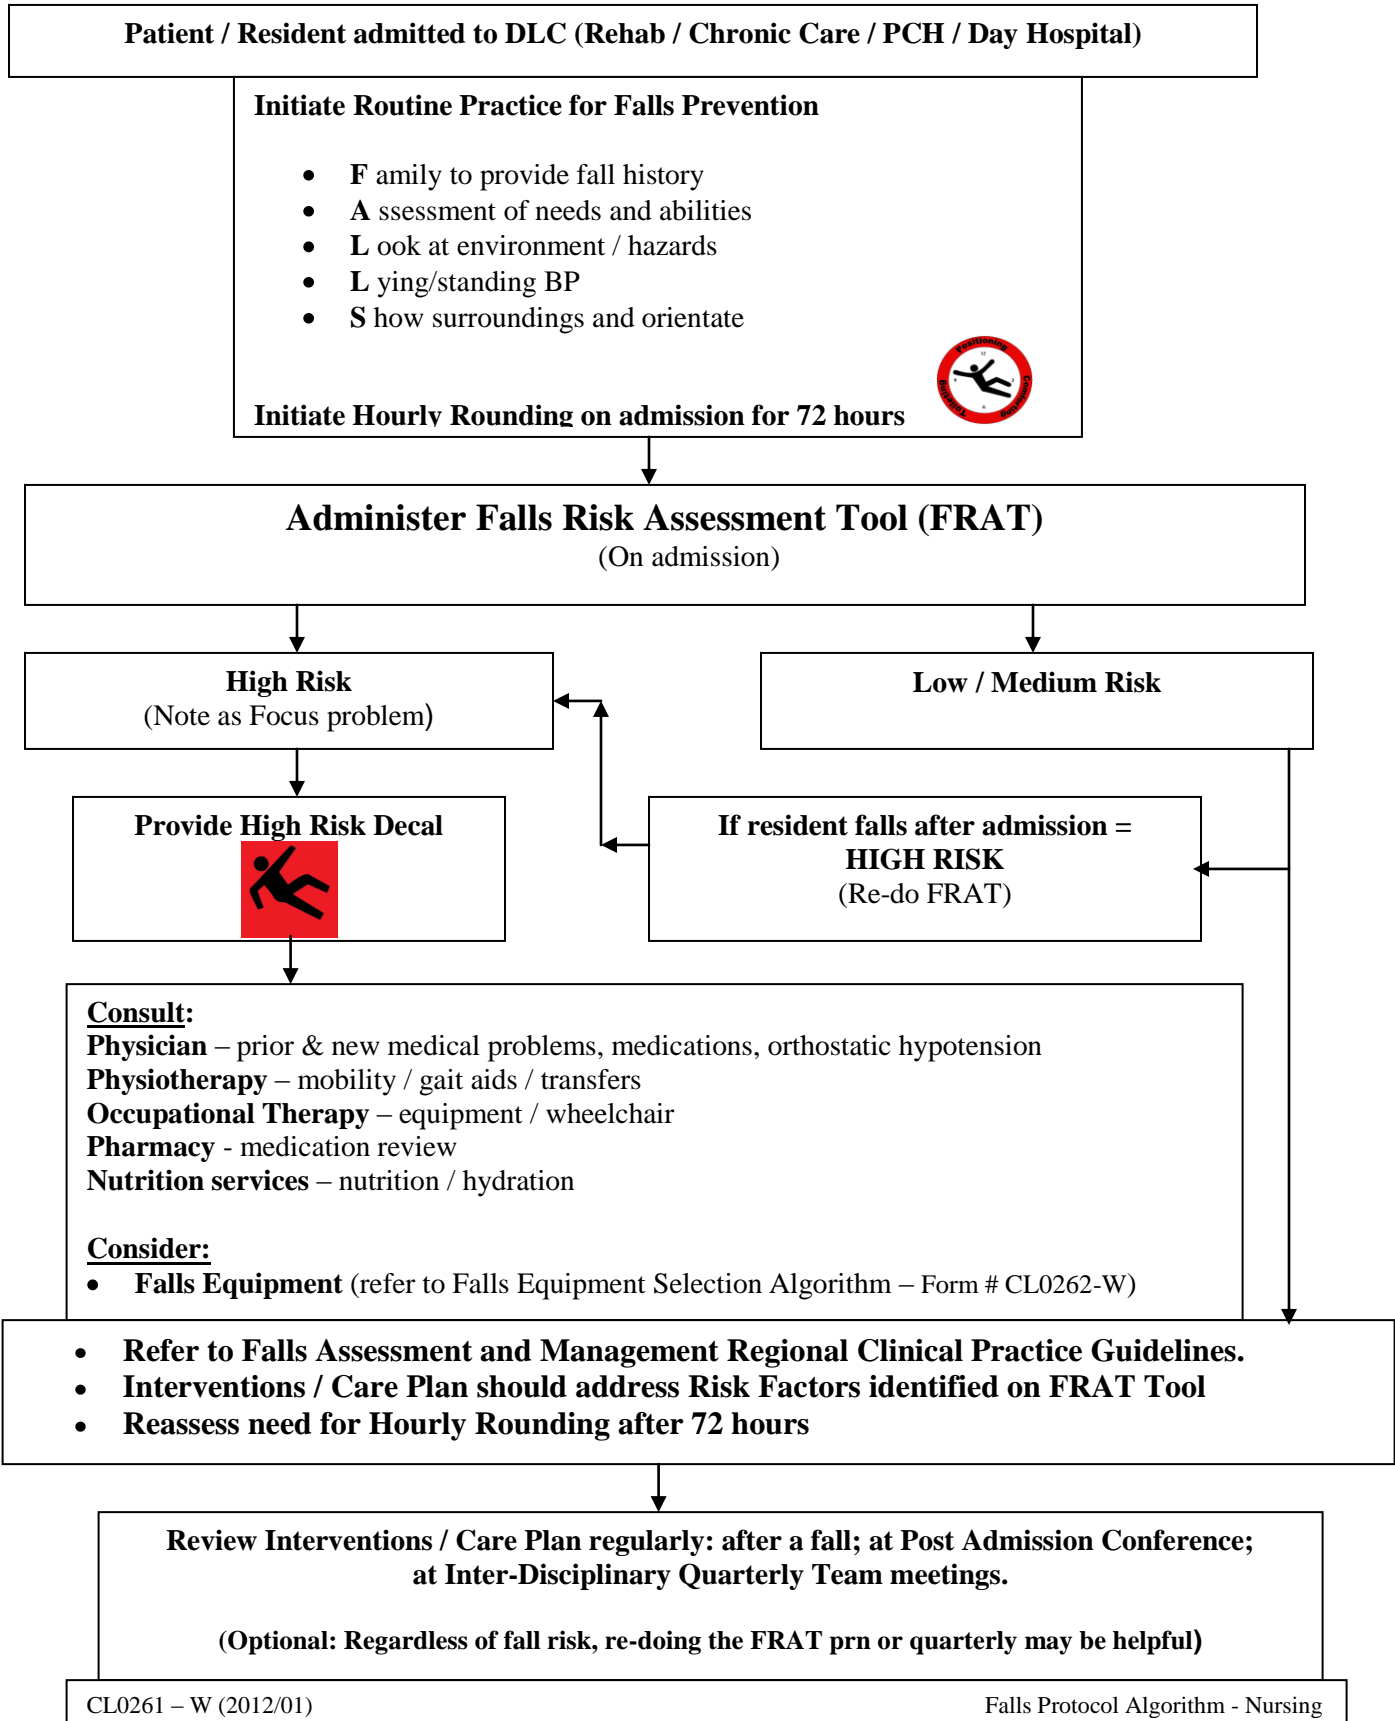 Patient / Resident admitted to DLC (Rehab / Chronic Care / PCH / Day Hospital)
Initiate Routine Practice for Falls Prevention
• F amily to provide fall history
• A ssessment of needs and abilities
• L ook at environment / hazards
• L ying/standing BP
• S how surroundings and orientate
Positioning
Comforting
Toileting
12
3
6
9
Initiate Hourly Rounding on admission for 72 hours
Administer Falls Risk Assessment Tool (FRAT)
(On admission)
High Risk
(Note as Focus problem)
Low / Medium Risk
Provide High Risk Decal
If resident falls after admission =
HIGH RISK
(Re-do FRAT)
Consult:
Physician – prior & new medical problems, medications, orthostatic hypotension
Physiotherapy – mobility / gait aids / transfers
Occupational Therapy – equipment / wheelchair
Pharmacy - medication review
Nutrition services – nutrition / hydration
Consider:
• Falls Equipment (refer to Falls Equipment Selection Algorithm – Form # CL0262-W)
• Refer to Falls Assessment and Management Regional Clinical Practice Guidelines.
• Interventions / Care Plan should address Risk Factors identified on FRAT Tool
• Reassess need for Hourly Rounding after 72 hours
Review Interventions / Care Plan regularly: after a fall; at Post Admission Conference;
at Inter-Disciplinary Quarterly Team meetings.
(Optional: Regardless of fall risk, re-doing the FRAT prn or quarterly may be helpful)
CL0261 – W (2012/01) Falls Protocol Algorithm - Nursing